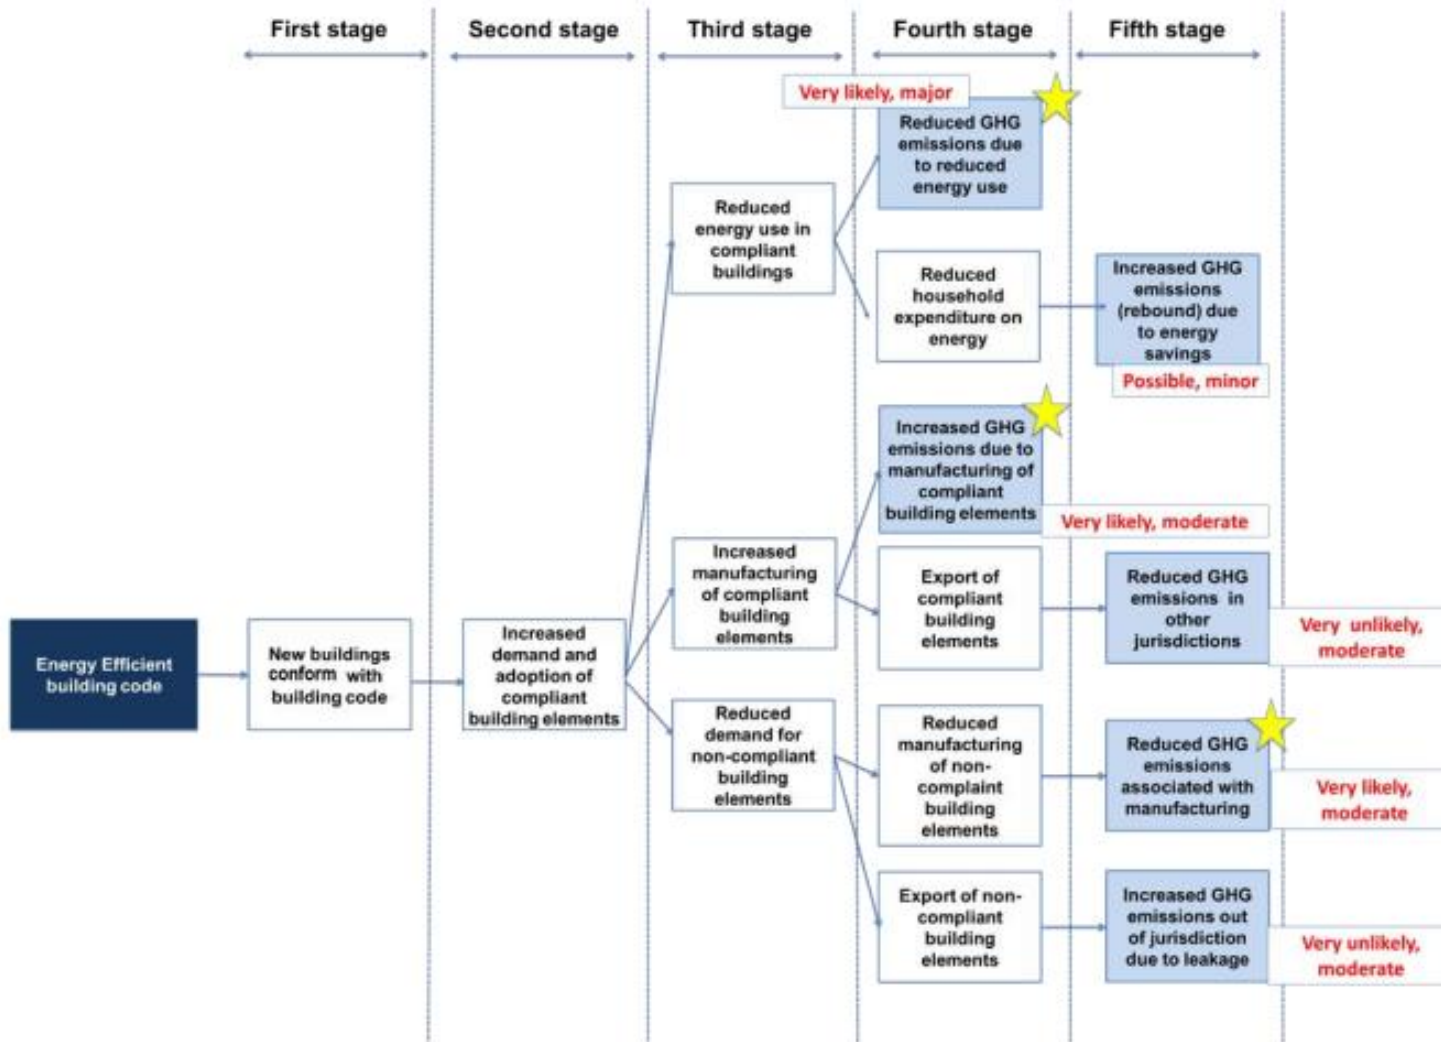 First stage
Second stage
Third stage
Fourth stage
Fifth stage
Very likely, major
Reduced GHG
emissions due
to reduced
energy use
Reduced
energy use in
compliant
buildings
Reduced
household
expenditure on
energy
Increased GHG
emissions
(rebound) due
to energy
savings
Possible, minor
Increased GHG
emissions due to
manufacturing of
compliant
building elements
Very likely, moderate
Increased
manufacturing
of compliant
building
elements
Export of
compliant
building
elements
Reduced GHG
emissions in
other
jurisdictions
Very unlikely,
moderate
Energy Efficient
building code
New buildings
conform with
building code
Increased
demand and
adoption of
compliant
building elements
Reduced
demand for
non-compliant
building
elements
Reduced
manufacturing
of non-
complaint
building
elements
Reduced GHG
emissions
associated with
manufacturing
Very likely,
moderate
Export of non-
compliant
building
elements
Increased GHG
emissions out
of jurisdiction
due to leakage
Very unlikely,
moderate